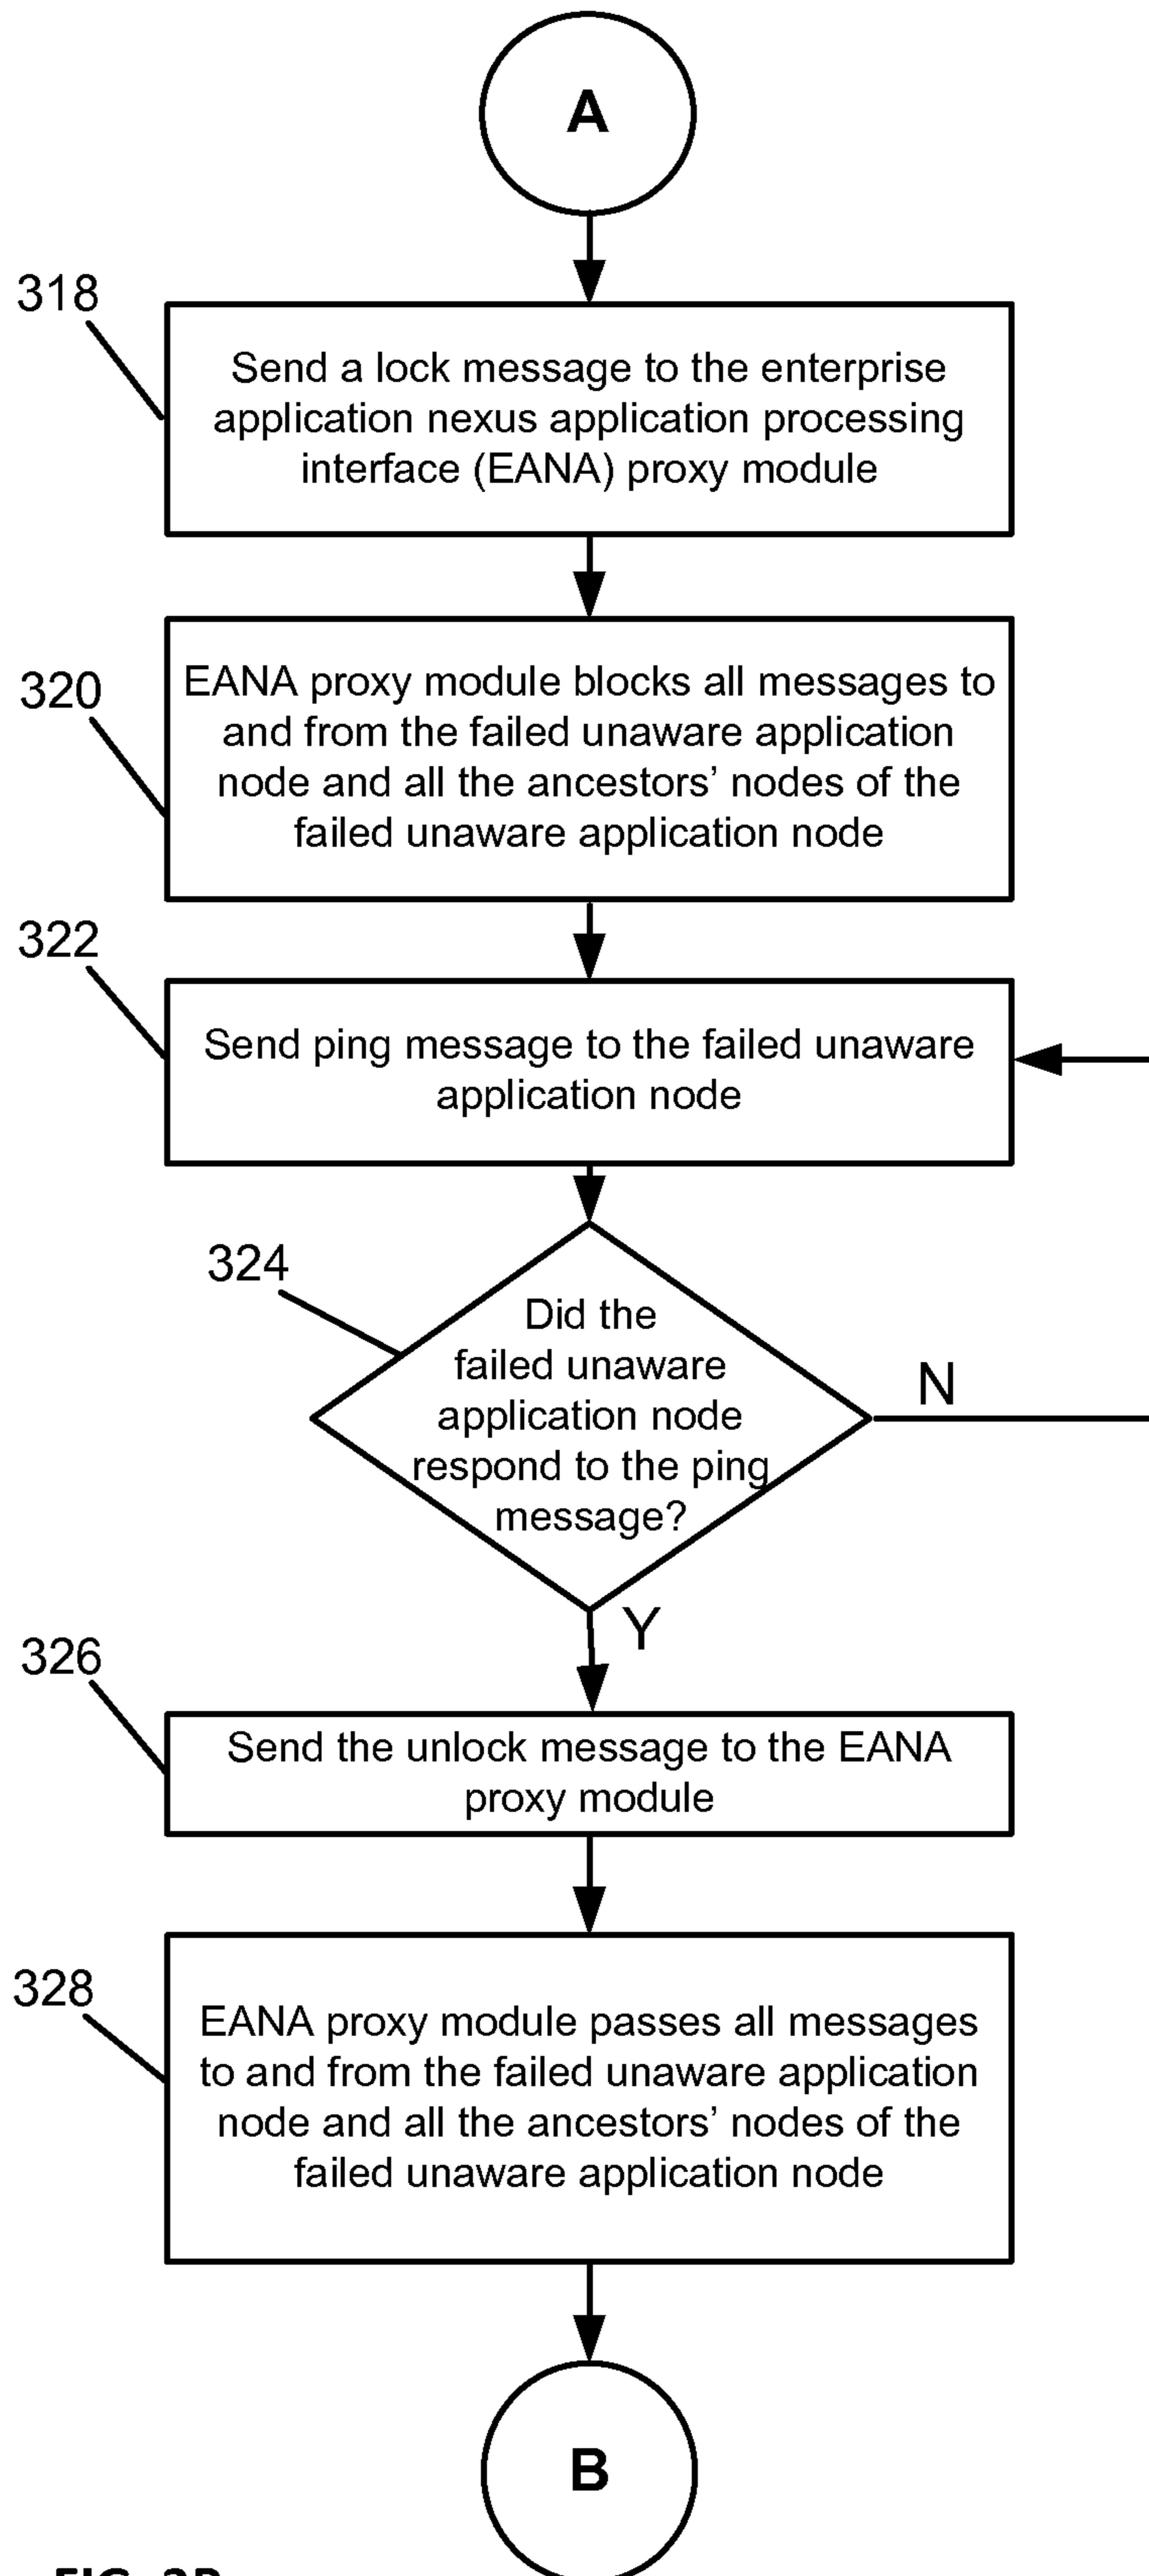 A
318
Send a lock message to the enterprise
application nexus application processing
interface (EANA) proxy module
320
EANA proxy module blocks all messages to
and from the failed unaware application
node and all the ancestors’ nodes of the
failed unaware application node
322
Send ping message to the failed unaware
application node
324
Did the
failed unaware
application node
respond to the ping
message?
N
Y
326
Send the unlock message to the EANA
proxy module
328
EANA proxy module passes all messages
to and from the failed unaware application
node and all the ancestors’ nodes of the
failed unaware application node
B